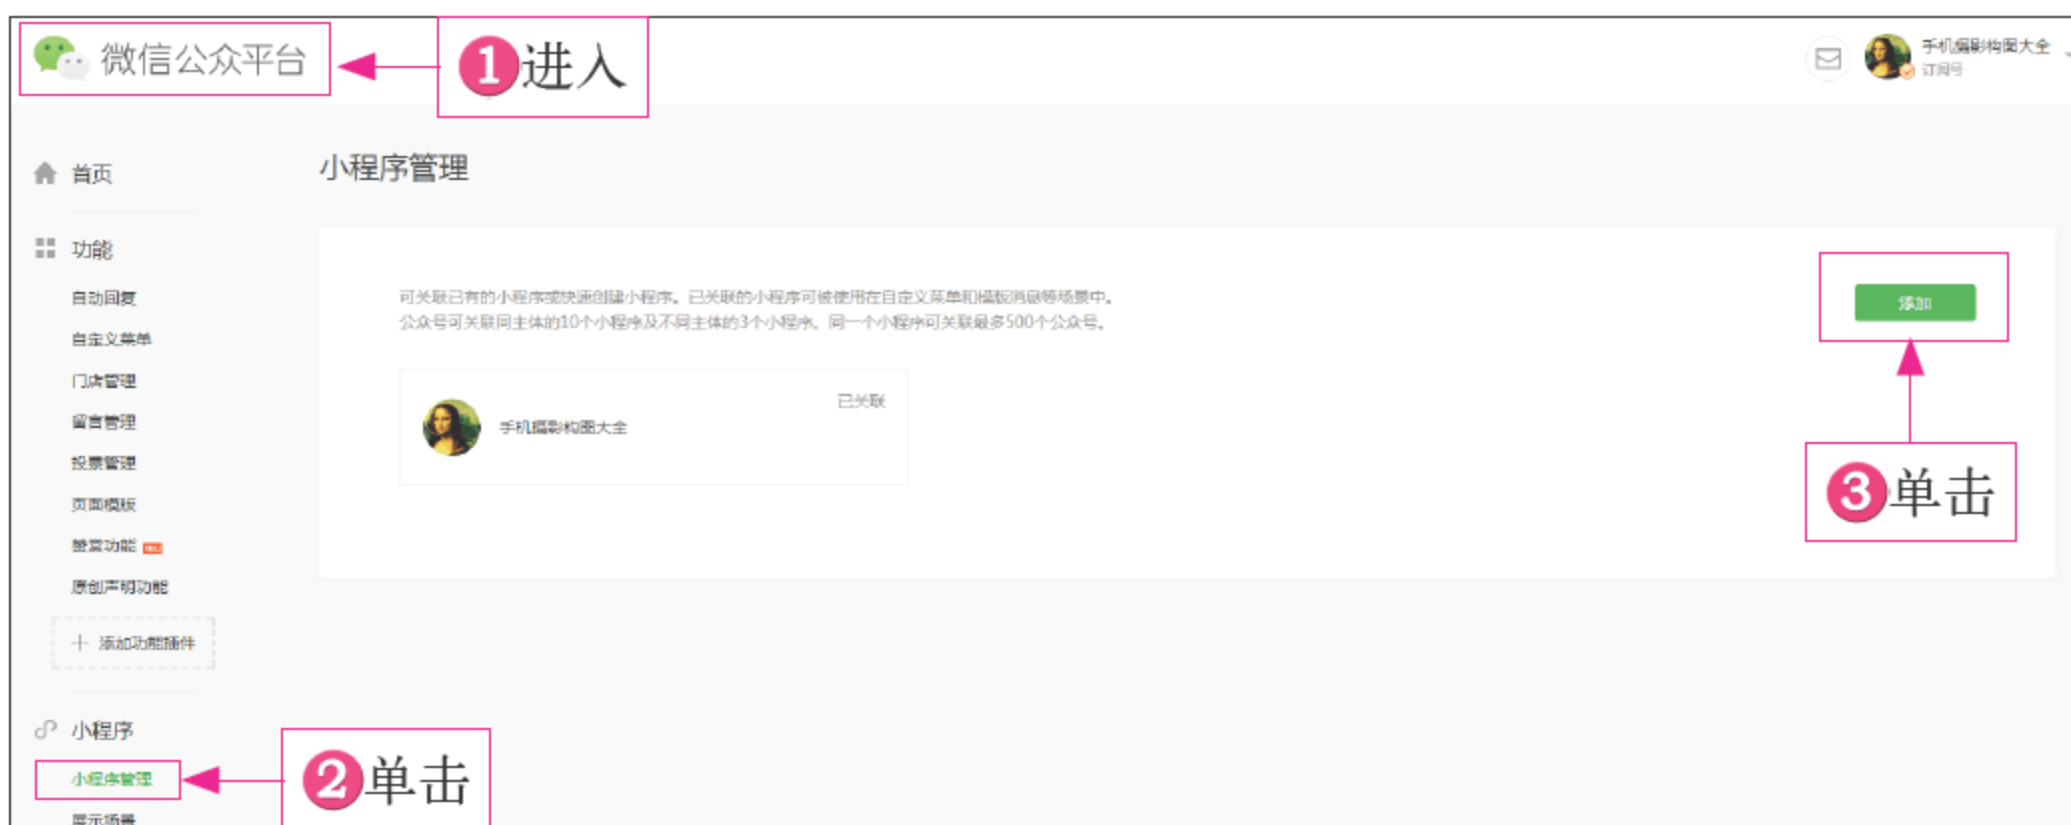 微信公众平台
1进入
手机摄影构图大全
订阅号
首页
小程序管理
功能
自动回复
自定义菜单
门店管理
留言管理
投票管理
页面模版
赞赏功能
原创声明功能
添加功能插件
可关联已有的小程序或快速创建小程序。已关联的小程序可被使用在自定义菜单和模版消息等场景中。
公众号可关联同主体的10个小程序及不同主体的3个小程序。同一个小程序可关联最多500个公众号。
添加
已关联
手机摄影构图大全
3单击
小程序
小程序管理
2单击
展示场景